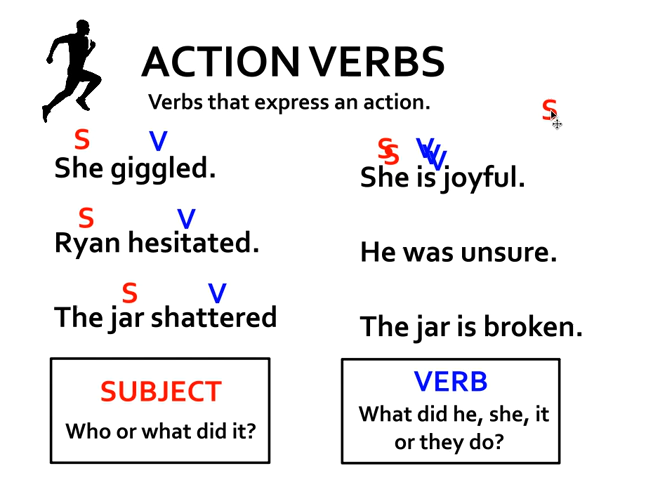 ACTION VERBS
Verbs that express an action.
S
S V
She giggled.
S V
Ryan hesitated.
S V
The jar shattered
S S V V V
She is joyful.
He was unsure.
The jar is broken.
SUBJECT
Who or what did it?
VERB
What did he, she, it
or they do?